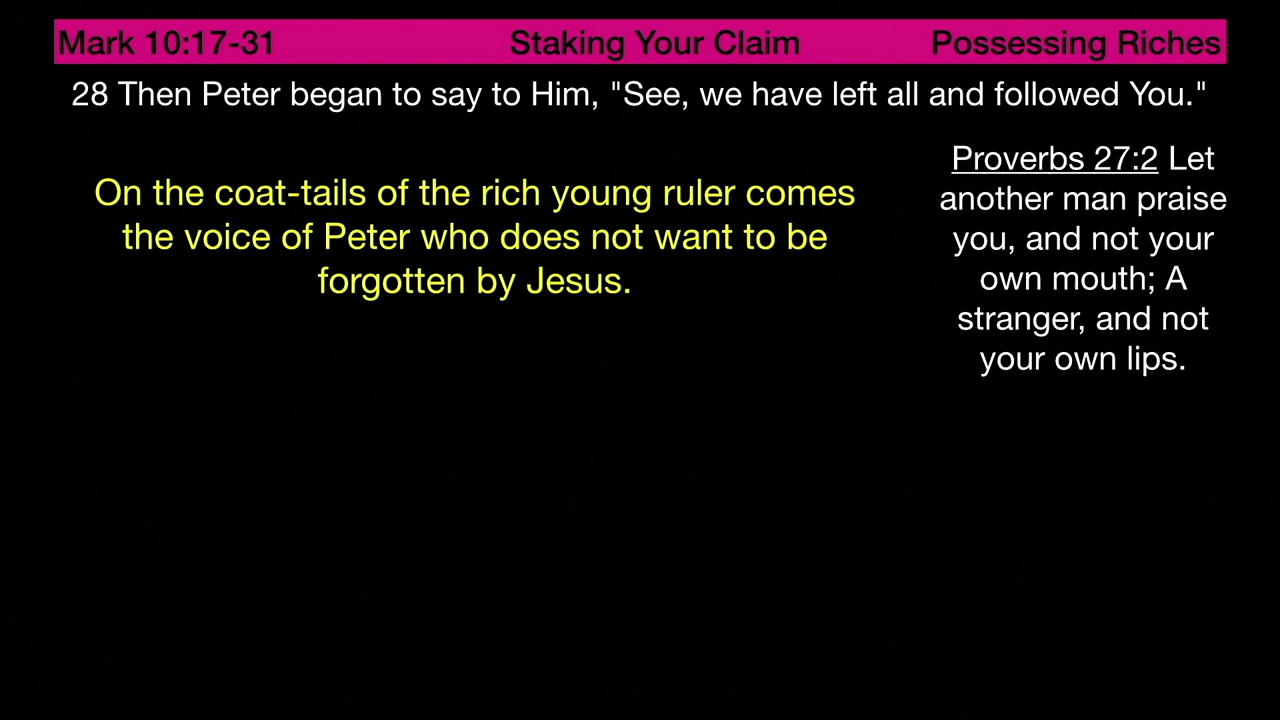 Mark 10:17-31 Staking Your Claim Possessing Riches
28 Then Peter began to say to Him, "See, we have left all and followed You."
On the coat-tails of the rich young ruler comes
the voice of Peter who does not want to be
forgotten by Jesus.
Proverbs 27:2 Let
another man praise
you, and not your
own mouth; A
stranger, and not
your own lips.